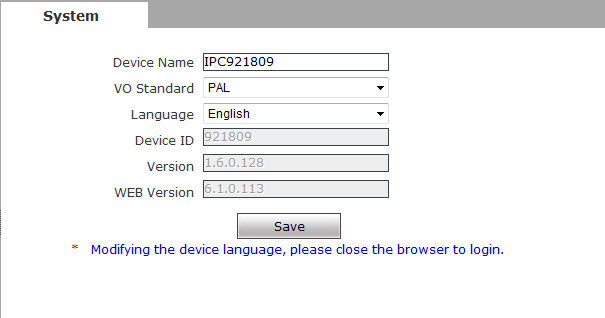 System
Device Name IPC921809
VO Standard PAL
Language English
Device ID 921809
Version 1.6.0.128
WEB Version 6.1.0.113
Save
* Modifying the device language, please close the browser to login.